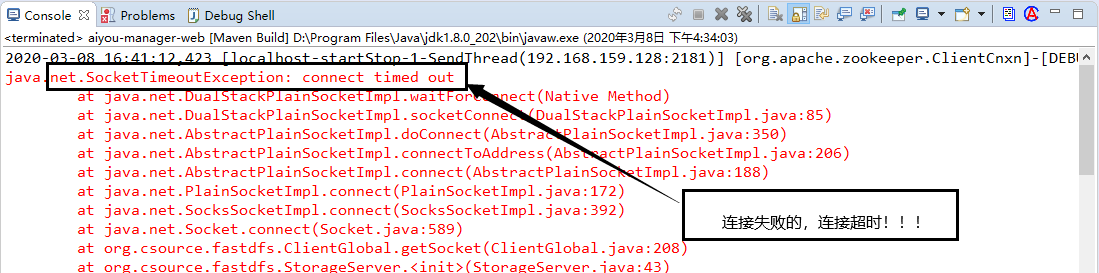 Console Problems Debug Shell
<terminated> aiyou-manager-web [Maven Build] D:\Program Files\Java\jdk1.8.0_202\bin\javaw.exe (2020年3月8日 下午4:34:03)
2020-03-08 16:41:12,423 [localhost-startStop-1-SendThread(192.168.159.128:2181)] [org.apache.zookeeper.ClientCnxn]-[DEBU
java.net.SocketTimeoutException: connect timed out
at java.net.DualStackPlainSocketImpl.waitForConnect(Native Method)
at java.net.DualStackPlainSocketImpl.socketConnect(DualStackPlainSocketImpl.java:85)
at java.net.AbstractPlainSocketImpl.doConnect(AbstractPlainSocketImpl.java:350)
at java.net.AbstractPlainSocketImpl.connectToAddress(AbstractPlainSocketImpl.java:206)
at java.net.AbstractPlainSocketImpl.connect(AbstractPlainSocketImpl.java:188)
at java.net.PlainSocketImpl.connect(PlainSocketImpl.java:172)
at java.net.SocksSocketImpl.connect(SocksSocketImpl.java:392)
连接失败的，连接超时！！！
at java.net.Socket.connect(Socket.java:589)
at org.csource.fastdfs.ClientGlobal.getSocket(ClientGlobal.java:208)
at org.csource.fastdfs.StorageServer.<init>(StorageServer.java:43)